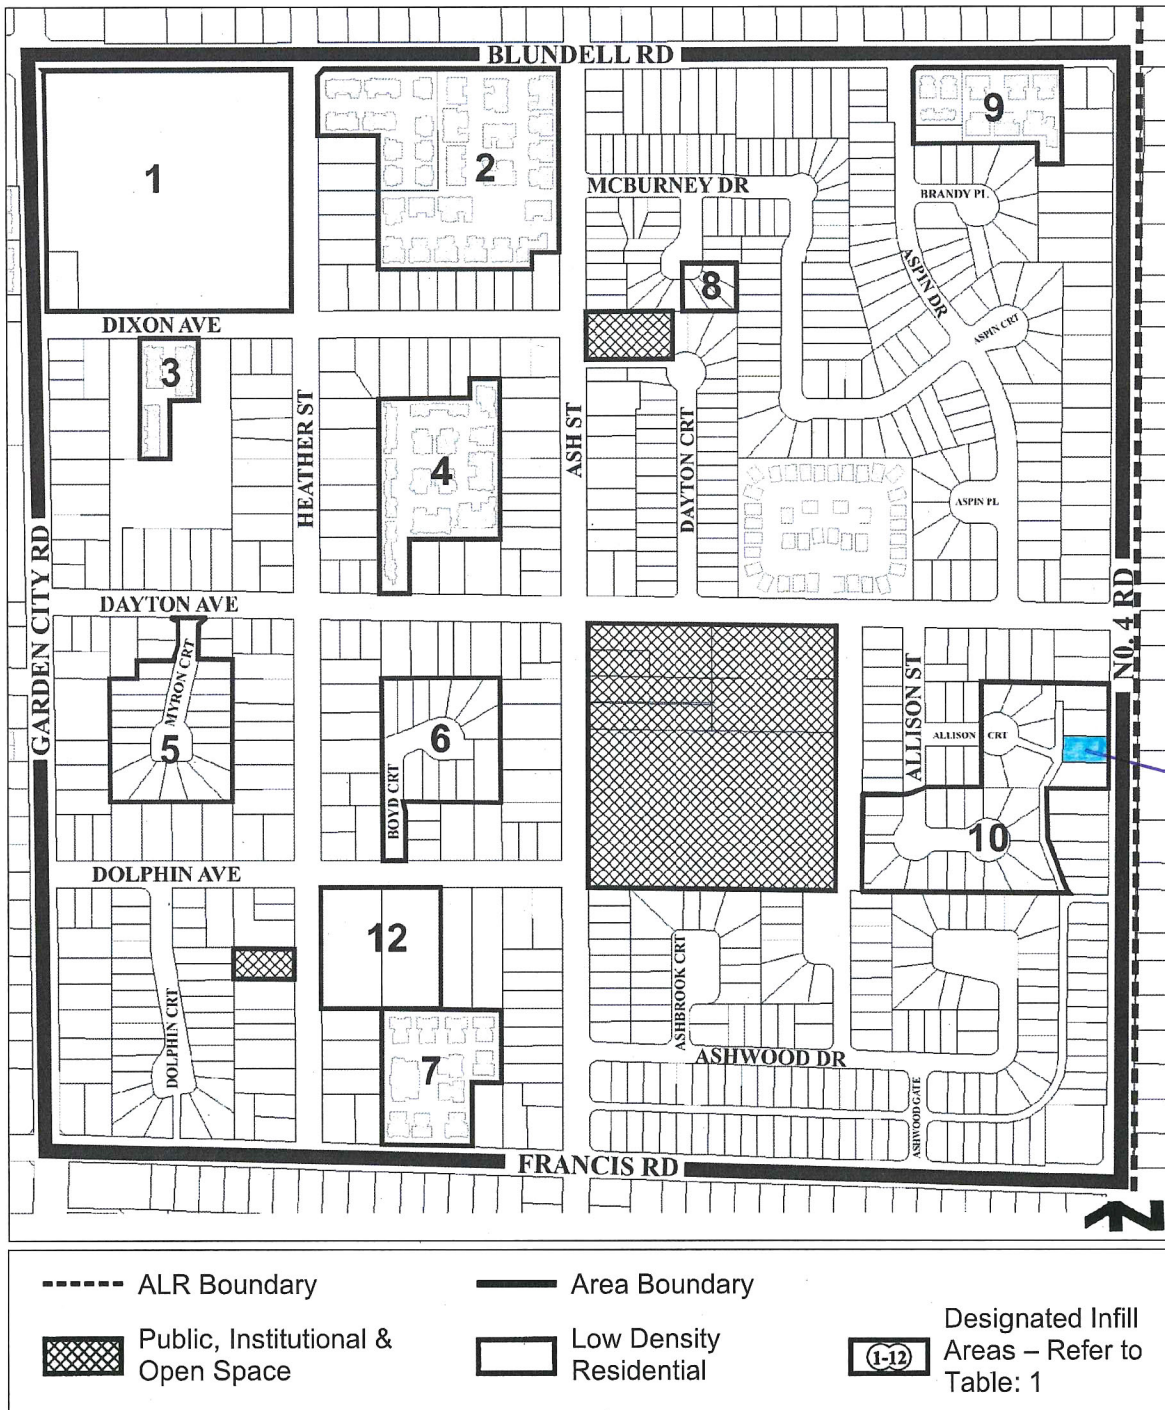 BLUNDELL RD
1
2
9
MCBURNEY DR
BRANDY PL
ASPIN DR
8
DIXON AVE
ASPIN CRT
3
HEATHER ST
ASH ST
DAYTON CRT
4
ASPIN PL
GARDEN CITY RD
DAYTON AVE
N0. 4 RD
MYRON CRT
5
6
BOYD CRT
ALLISON ST
ALLISON CRT
10
DOLPHIN AVE
12
DOLPHIN CRT
ASHBROOK CRT
7
ASHWOOD DR
ASHWOOD GATE
FRANCIS RD
N
ALR Boundary
Area Boundary
Public, Institutional &
Open Space
Low Density
Residential
(1-12)
Designated Infill
Areas – Refer to
Table: 1